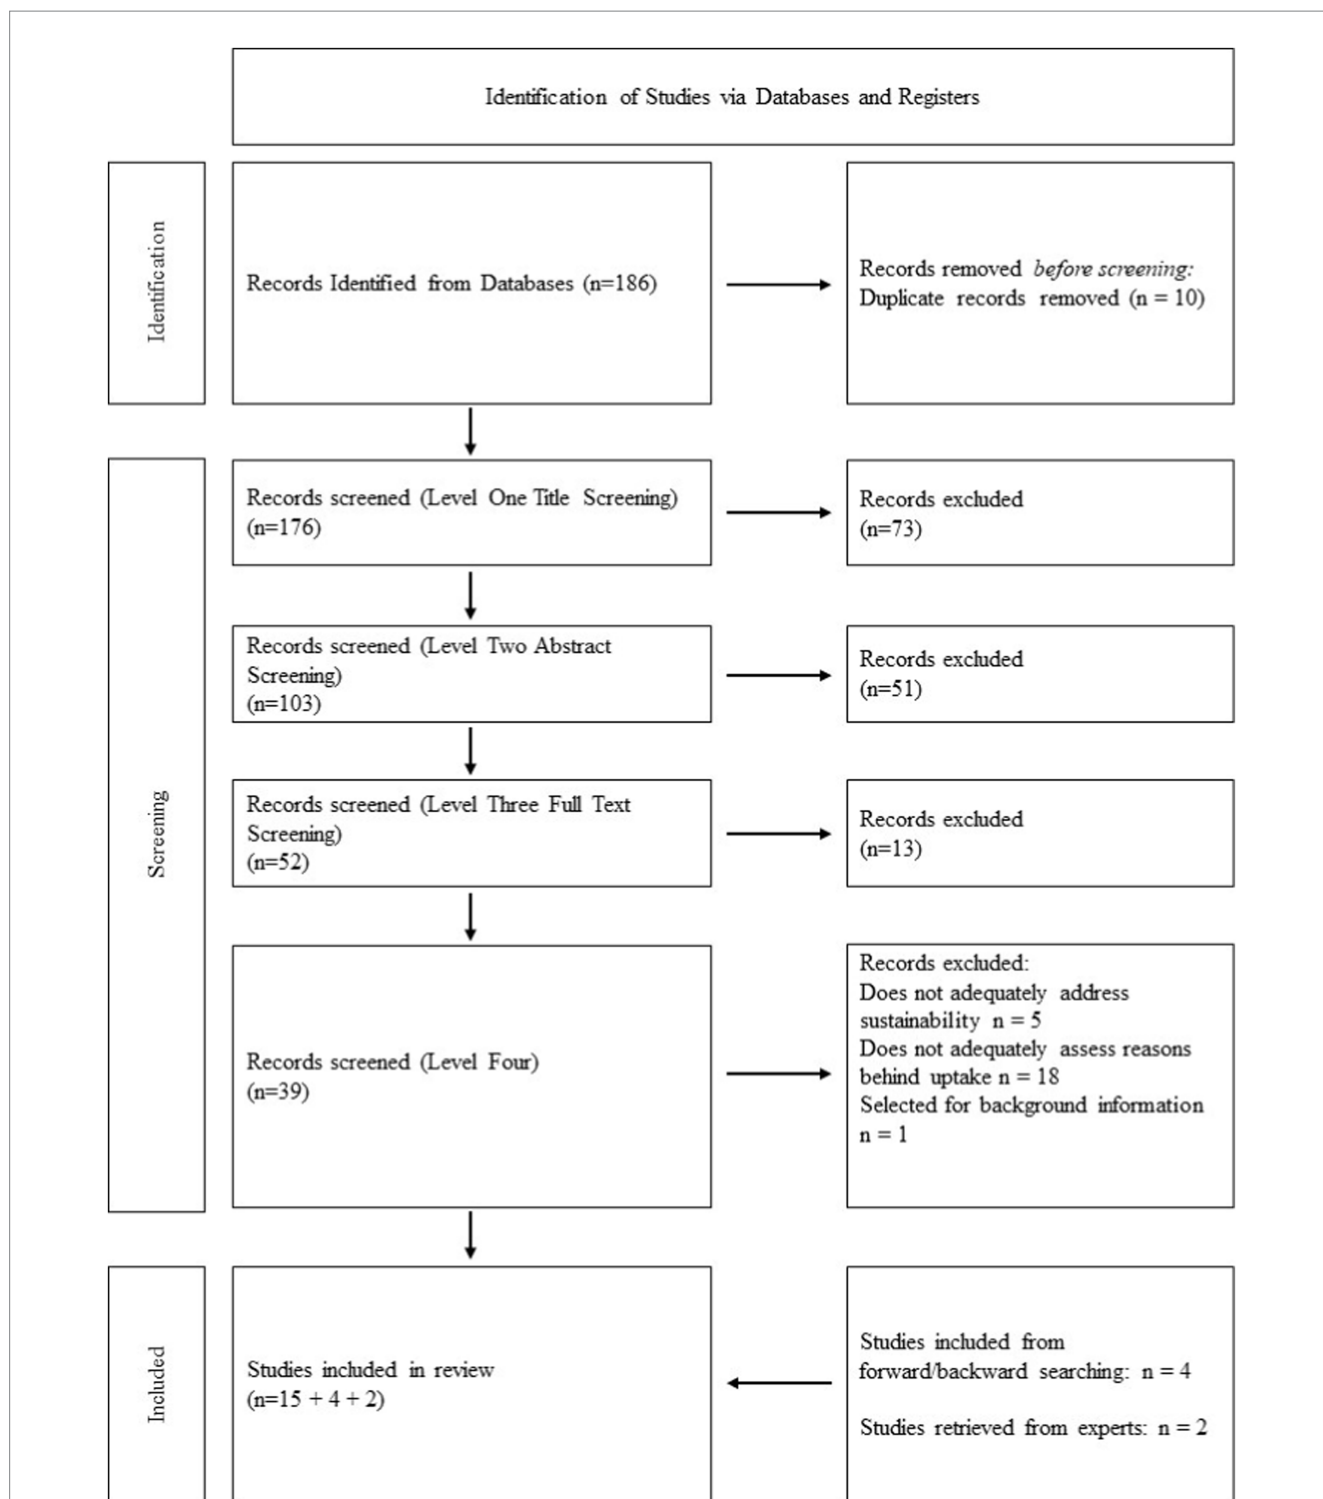 Identification of Studies via Databases and Registers
Identification
Records Identified from Databases (n=186)
Records removed before screening:
Duplicate records removed (n = 10)
Screening
Records screened (Level One Title Screening)
(n=176)
Records excluded
(n=73)
Records screened (Level Two Abstract
Screening)
(n=103)
Records excluded
(n=51)
Records screened (Level Three Full Text
Screening)
(n=52)
Records excluded
(n=13)
Records screened (Level Four)
(n=39)
Records excluded:
Does not adequately address
sustainability n = 5
Does not adequately assess reasons
behind uptake n = 18
Selected for background information
n = 1
Included
Studies included in review
(n=15 + 4 + 2)
Studies included from
forward/backward searching: n = 4
Studies retrieved from experts: n = 2